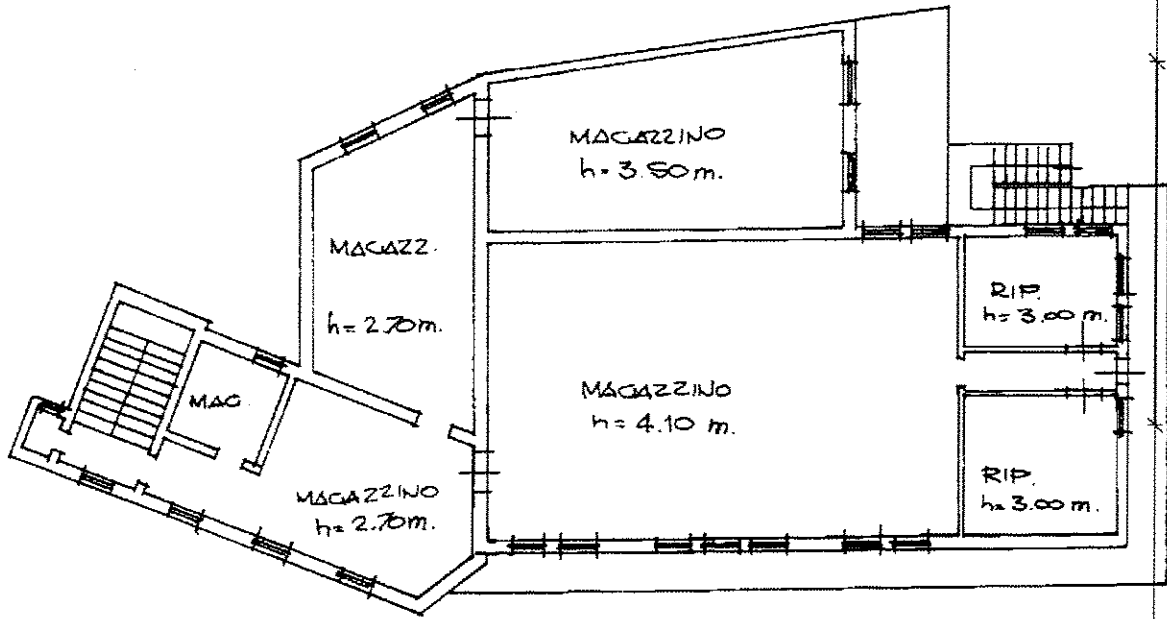 MAGAZZINO
h= 3.50 m.
MAGAZZ.
h= 2.70 m.
RIP.
h= 3.00 m.
MAG.
MAGAZZINO
h= 4.10 m.
MAGAZZINO
h= 2.70 m.
RIP.
h= 3.00 m.